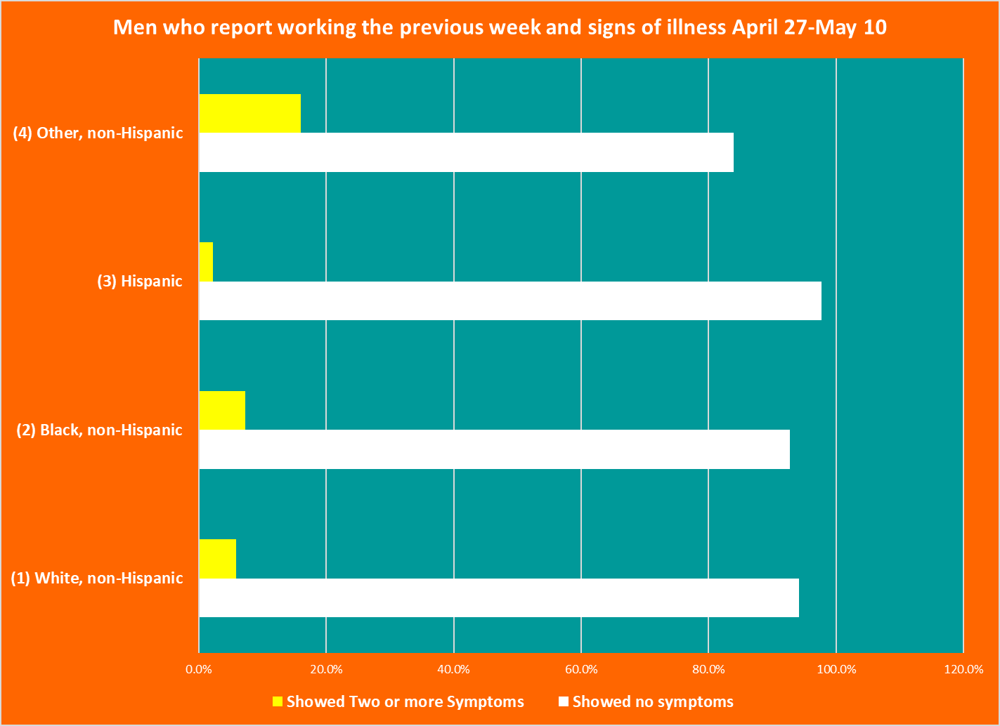 Men who report working the previous week and signs of illness April 27-May 10
(4) Other, non-Hispanic
(3) Hispanic
(2) Black, non-Hispanic
(1) White, non-Hispanic
0.0% 20.0% 40.0% 60.0% 80.0% 100.0% 120.0%
Showed Two or more Symptoms Showed no symptoms